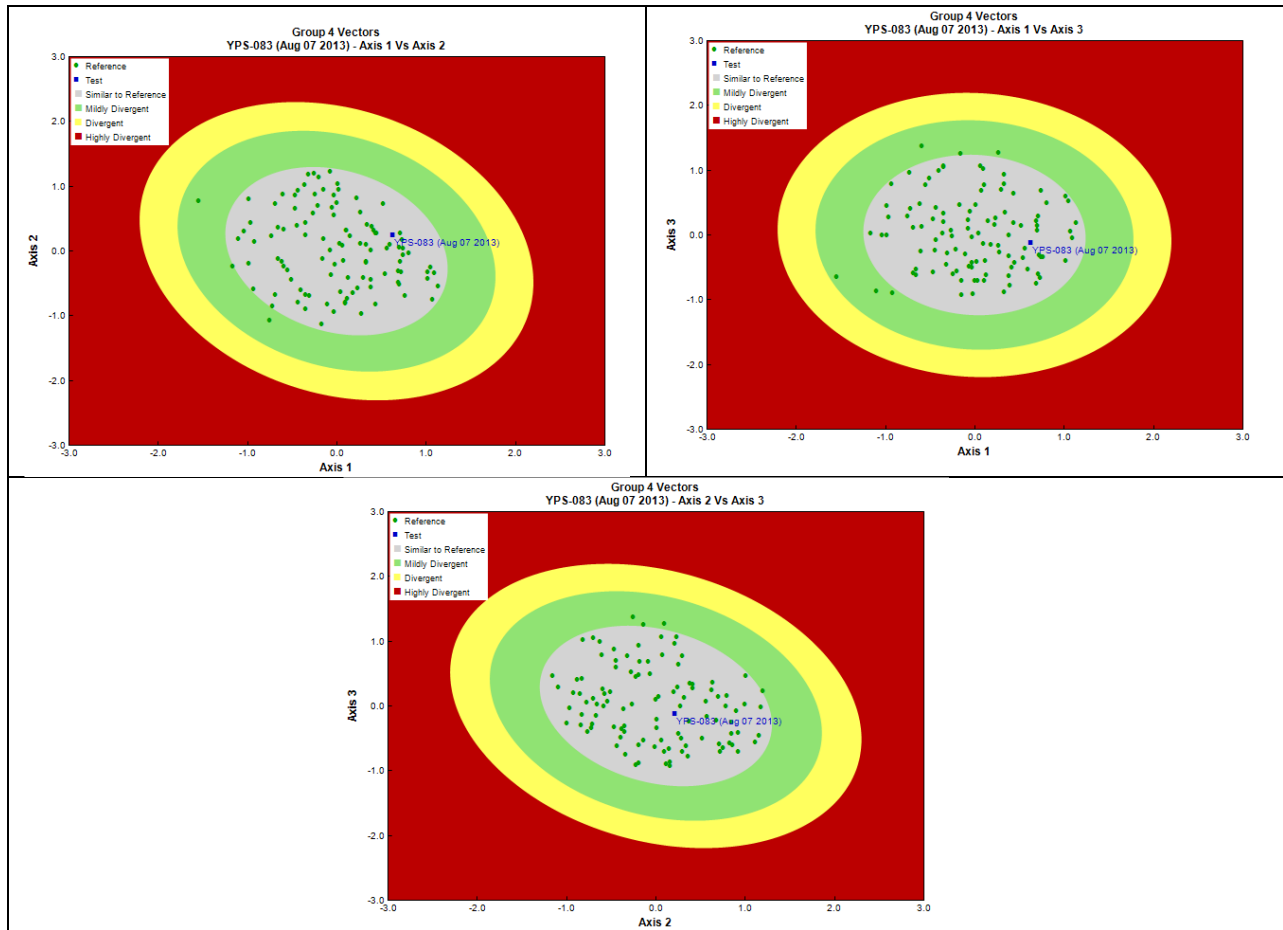 Group 4 Vectors
YPS-083 (Aug 07 2013) - Axis 1 Vs Axis 2
3.0
2.0
1.0
0.0
-1.0
-2.0
-3.0
Axis 2
Reference
Test
Similar to Reference
Mildly Divergent
Divergent
Highly Divergent
YPS-083 (Aug 07 2013)
-3.0 -2.0 -1.0 0.0 1.0 2.0 3.0
Axis 1
Group 4 Vectors
YPS-083 (Aug 07 2013) - Axis 1 Vs Axis 3
3.0
2.0
1.0
0.0
-1.0
-2.0
-3.0
Axis 3
Reference
Test
Similar to Reference
Mildly Divergent
Divergent
Highly Divergent
YPS-083 (Aug 07 2013)
-3.0 -2.0 -1.0 0.0 1.0 2.0 3.0
Axis 1
Group 4 Vectors
YPS-083 (Aug 07 2013) - Axis 2 Vs Axis 3
3.0
2.0
1.0
0.0
-1.0
-2.0
-3.0
Axis 3
Reference
Test
Similar to Reference
Mildly Divergent
Divergent
Highly Divergent
YPS-083 (Aug 07 2013)
-3.0 -2.0 -1.0 0.0 1.0 2.0 3.0
Axis 2